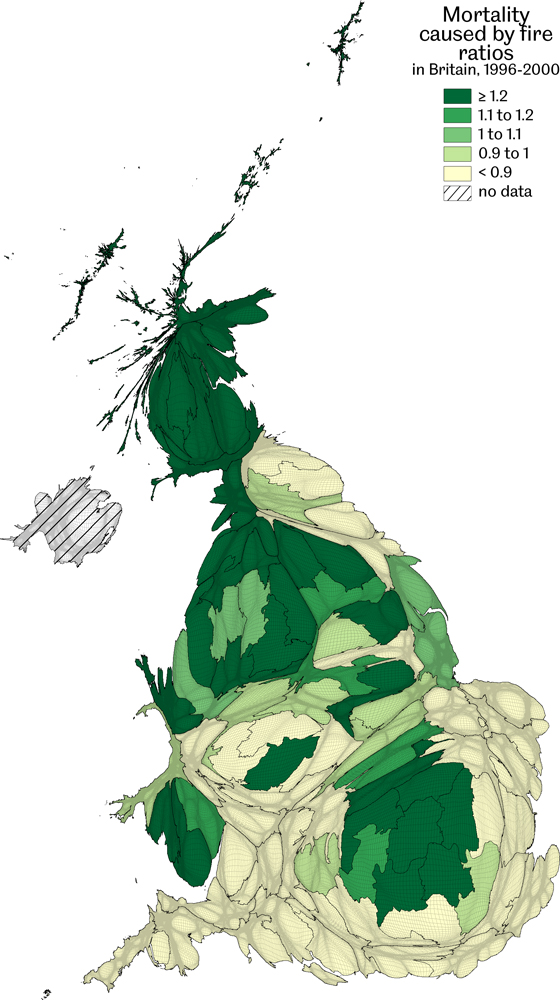 Mortality
caused by fire
ratios
in Britain, 1996-2000
≥ 1.2
1.1 to 1.2
1 to 1.1
0.9 to 1
< 0.9
no data